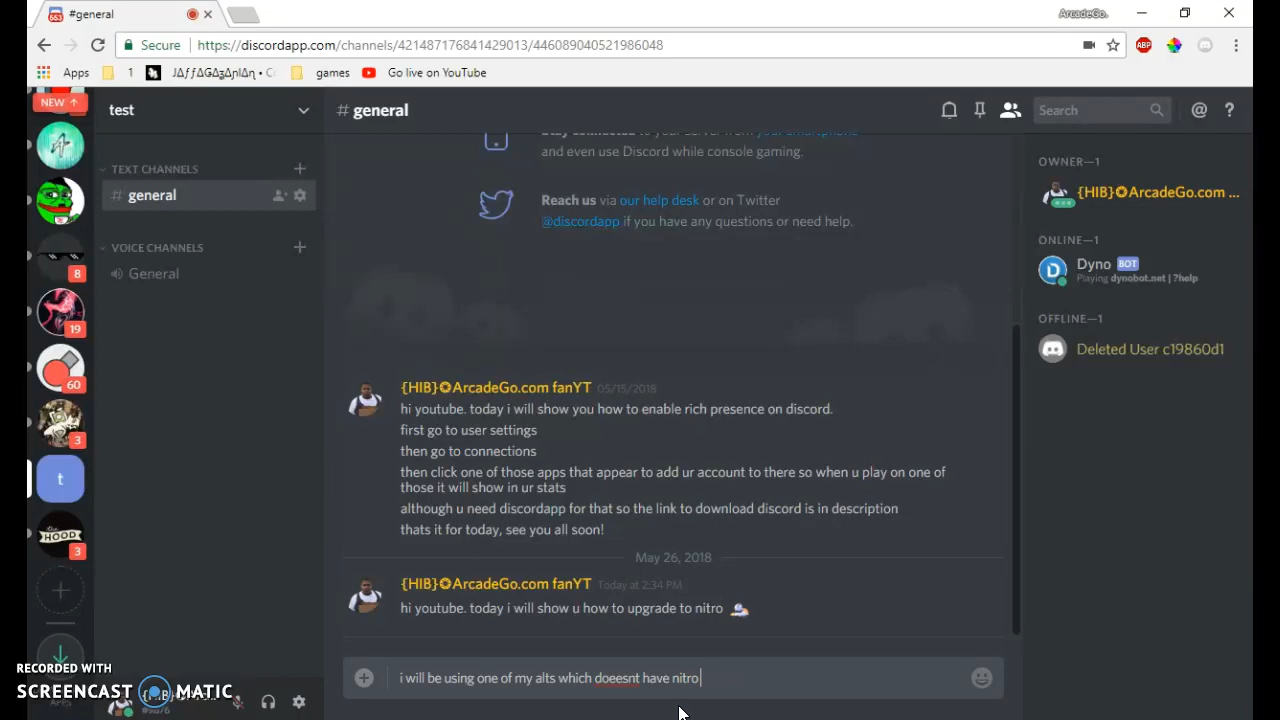 #general
ArcadeGo.
Secure
https://discordapp.com/channels/421487176841429013/446089040521986048
ABP
Apps
1
games
Go live on YouTube
NEW ↑
test
# general
Search
@
?
and even use Discord while console gaming.
Reach us via our help desk or on Twitter
@discordapp if you have any questions or need help.
TEXT CHANNELS
# general
VOICE CHANNELS
General
8
19
60
3
t
the HOOD
3
{HIB}✪ArcadeGo.com fanYT 05/15/2018
hi youtube. today i will show you how to enable rich presence on discord.
first go to user settings
then go to connections
then click one of those apps that appear to add ur account to there so when u play on one of
those it will show in ur stats
although u need discordapp for that so the link to download discord is in description
thats it for today, see you all soon!
May 26, 2018
{HIB}✪ArcadeGo.com fanYT Today at 2:34 PM
hi youtube. today i will show u how to upgrade to nitro
i will be using one of my alts which doeesnt have nitro
OWNER—1
{HIB}✪ArcadeGo.com ...
ONLINE—1
Dyno BOT
Playing dynobot.net | ?help
OFFLINE—1
Deleted User c19860d1
RECORDED WITH
SCREENCAST MATIC